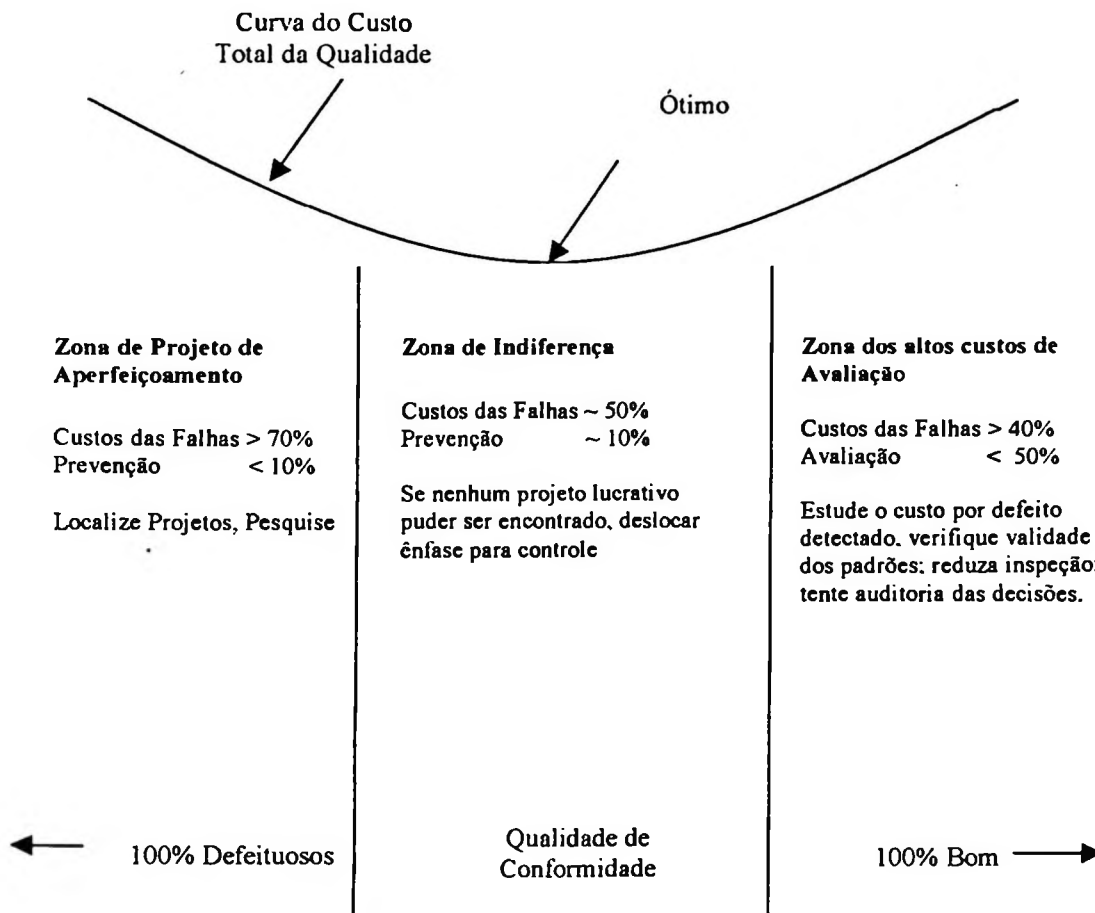 Curva do Custo
Total da Qualidade
Ótimo
Zona de Projeto de
Aperfeiçoamento
Custos das Falhas > 70%
Prevenção < 10%
Localize Projetos, Pesquise
Zona de Indiferença
Custos das Falhas ~ 50%
Prevenção ~ 10%
Se nenhum projeto lucrativo
puder ser encontrado, deslocar
ênfase para controle
Zona dos altos custos de
Avaliação
Custos das Falhas > 40%
Avaliação < 50%
Estude o custo por defeito
detectado. verifique validade
dos padrões; reduza inspeção;
tente auditoria das decisões.
100% Defeituosos
Qualidade de
Conformidade
100% Bom